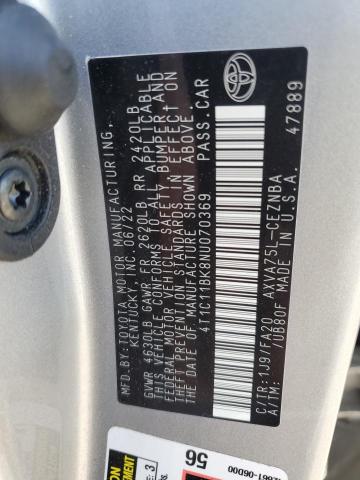 MFD.BY:TOYOTA MOTOR MANUFACTURING.
KENTUCKY, INC. 06/22
GVWR 4630LB GAWR FR 2620LB RR 2420LB
THIS VEHICLE CONFORMS TO ALL APPLICABLE
FEDERAL MOTOR VEHICLE SAFETY, BUMPER AND
THEFT PREVENTION STANDARDS IN EFFECT
ON THE DATE OF MANUFACTURE SHOWN ABOVE.
4T1C11BK8NU070369 PASS.CAR
C/TR:1J9/FA20 AXVA75L-CEZNBA
A/TM: /UB80F MADE IN U.S.A.
47889
56
06D00
3